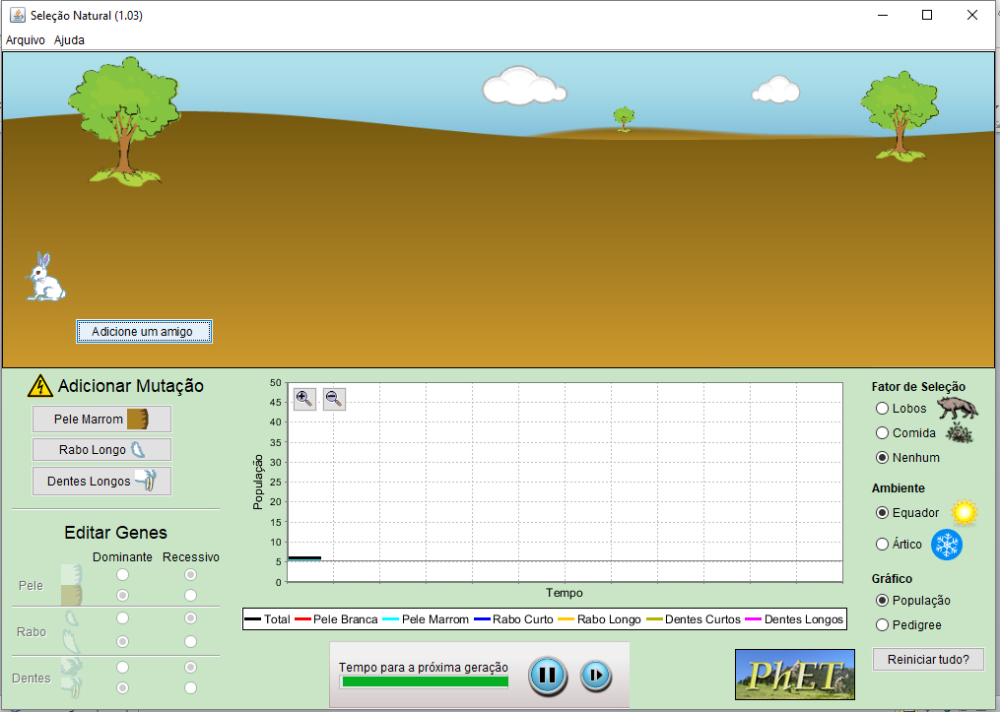 Seleção Natural (1.03)
Arquivo Ajuda
Adicione um amigo
Adicionar Mutação
Pele Marrom
Rabo Longo
Dentes Longos
Editar Genes
Dominante Recessivo
Pele
Rabo
Dentes
50
45
40
35
30
25
20
15
10
5
0
População
Tempo
Total Pele Branca Pele Marrom Rabo Curto Rabo Longo Dentes Curtos Dentes Longos
Tempo para a próxima geração
PhET
Fator de Seleção
Lobos
Comida
Nenhum
Ambiente
Equador
Ártico
Gráfico
População
Pedigree
Reiniciar tudo?